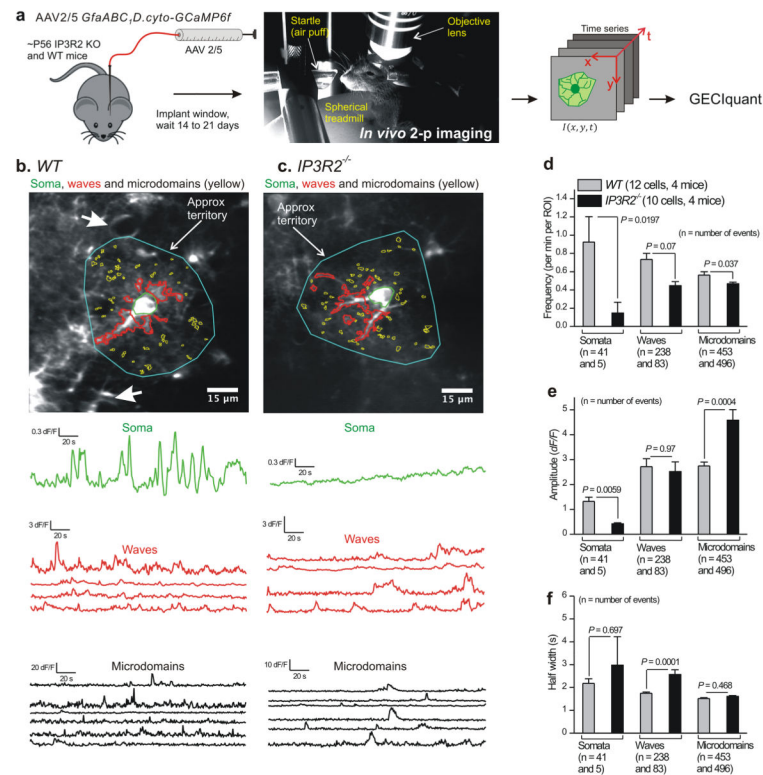 a
AAV2/5 GfaABC₁D.cyto-GCaMP6f
~P56 IP3R2 KO
and WT mice
AAV 2/5
Implant window,
wait 14 to 21 days
Startle
(air puff)
Objective
lens
Spherical
treadmill
In vivo 2-p imaging
Time series
t
x
y
I(x, y, t)
GECIquant
b. WT
Soma, waves and microdomains (yellow)
Approx
territory
15 µm
0.3 dF/F
20 s
Soma
3 dF/F
20 s
Waves
20 dF/F
20 s
Microdomains
c. IP3R2⁻/⁻
Soma, waves and microdomains (yellow)
Approx
territory
15 µm
Soma
0.3 dF/F
20 s
3 dF/F
20 s
Waves
10 dF/F
20 s
Microdomains
d
WT (12 cells, 4 mice)
IP3R2⁻/⁻ (10 cells, 4 mice)
Frequency (per min per ROI)
1.4
1.2
1.0
0.8
0.6
0.4
0.2
0
P = 0.0197
(n = number of events)
P = 0.07
P = 0.037
Somata
(n = 41
and 5)
Waves
(n = 238
and 83)
Microdomains
(n = 453
and 496)
e
(n = number of events)
Amplitude (dF/F)
5
4
3
2
1
0
P = 0.0059
P = 0.97
P = 0.0004
Somata
(n = 41
and 5)
Waves
(n = 238
and 83)
Microdomains
(n = 453
and 496)
f
(n = number of events)
Half width (s)
6
5
4
3
2
1
0
P = 0.697
P = 0.0001
P = 0.468
Somata
(n = 41
and 5)
Waves
(n = 238
and 83)
Microdomains
(n = 453
and 496)